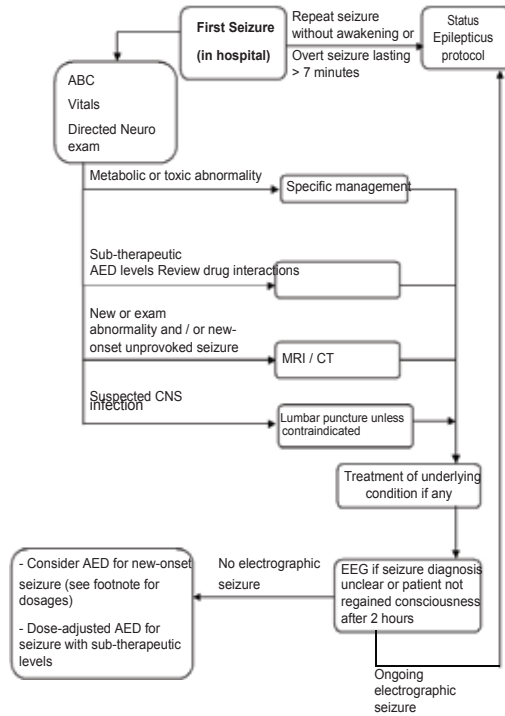 First Seizure
(in hospital)
Repeat seizure
without awakening or
Overt seizure lasting
> 7 minutes
Status
Epilepticus
protocol
ABC
Vitals
Directed Neuro
exam
Metabolic or toxic abnormality
Specific management
Sub-therapeutic
AED levels Review drug interactions
New or exam
abnormality and / or new-
onset unprovoked seizure
MRI / CT
Suspected CNS
infection
Lumbar puncture unless
contraindicated
Treatment of underlying
condition if any
EEG if seizure diagnosis
unclear or patient not
regained consciousness
after 2 hours
No electrographic
seizure
- Consider AED for new-onset
seizure (see footnote for
dosages)
- Dose-adjusted AED for
seizure with sub-therapeutic
levels
Ongoing
electrographic
seizure